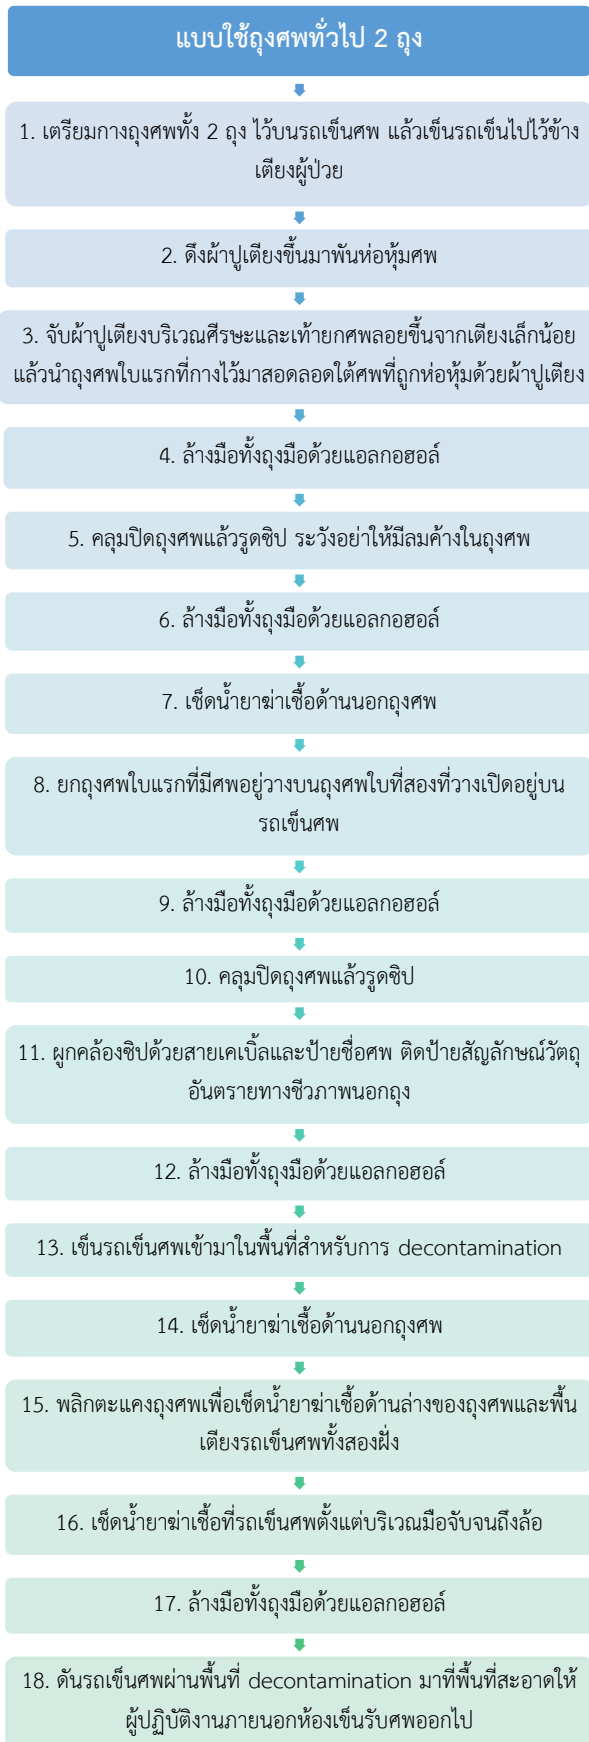 แบบใช้ถุงศพทั่วไป 2 ถุง
1. เตรียมกางถุงศพทั้ง 2 ถุง ไว้บนรถเข็นศพ แล้วเข็นรถเข็นไปไว้ข้าง
เตียงผู้ป่วย
2. ดึงผ้าปูเตียงขึ้นมาพันห่อหุ้มศพ
3. จับผ้าปูเตียงบริเวณศีรษะและเท้ายกศพลอยขึ้นจากเตียงเล็กน้อย
แล้วนำถุงศพใบแรกที่กางไว้มาสอดลอดใต้ศพที่ถูกห่อหุ้มด้วยผ้าปูเตียง
4. ล้างมือทั้งถุงมือด้วยแอลกอฮอล์
5. คลุมปิดถุงศพแล้วรูดซิป ระวังอย่าให้มีลมค้างในถุงศพ
6. ล้างมือทั้งถุงมือด้วยแอลกอฮอล์
7. เช็ดน้ำยาฆ่าเชื้อด้านนอกถุงศพ
8. ยกถุงศพใบแรกที่มีศพอยู่วางบนถุงศพใบที่สองที่วางเปิดอยู่บน
รถเข็นศพ
9. ล้างมือทั้งถุงมือด้วยแอลกอฮอล์
10. คลุมปิดถุงศพแล้วรูดซิป
11. ผูกคล้องซิปด้วยสายเคเบิ้ลและป้ายชื่อศพ ติดป้ายสัญลักษณ์วัตถุ
อันตรายทางชีวภาพนอกถุง
12. ล้างมือทั้งถุงมือด้วยแอลกอฮอล์
13. เข็นรถเข็นศพเข้ามาในพื้นที่สำหรับการ decontamination
14. เช็ดน้ำยาฆ่าเชื้อด้านนอกถุงศพ
15. พลิกตะแคงถุงศพเพื่อเช็ดน้ำยาฆ่าเชื้อด้านล่างของถุงศพและพื้น
เตียงรถเข็นศพทั้งสองฝั่ง
16. เช็ดน้ำยาฆ่าเชื้อที่รถเข็นศพตั้งแต่บริเวณมือจับจนถึงล้อ
17. ล้างมือทั้งถุงมือด้วยแอลกอฮอล์
18. ดันรถเข็นศพผ่านพื้นที่ decontamination มาที่พื้นที่สะอาดให้
ผู้ปฏิบัติงานภายนอกห้องเข็นรับศพออกไป